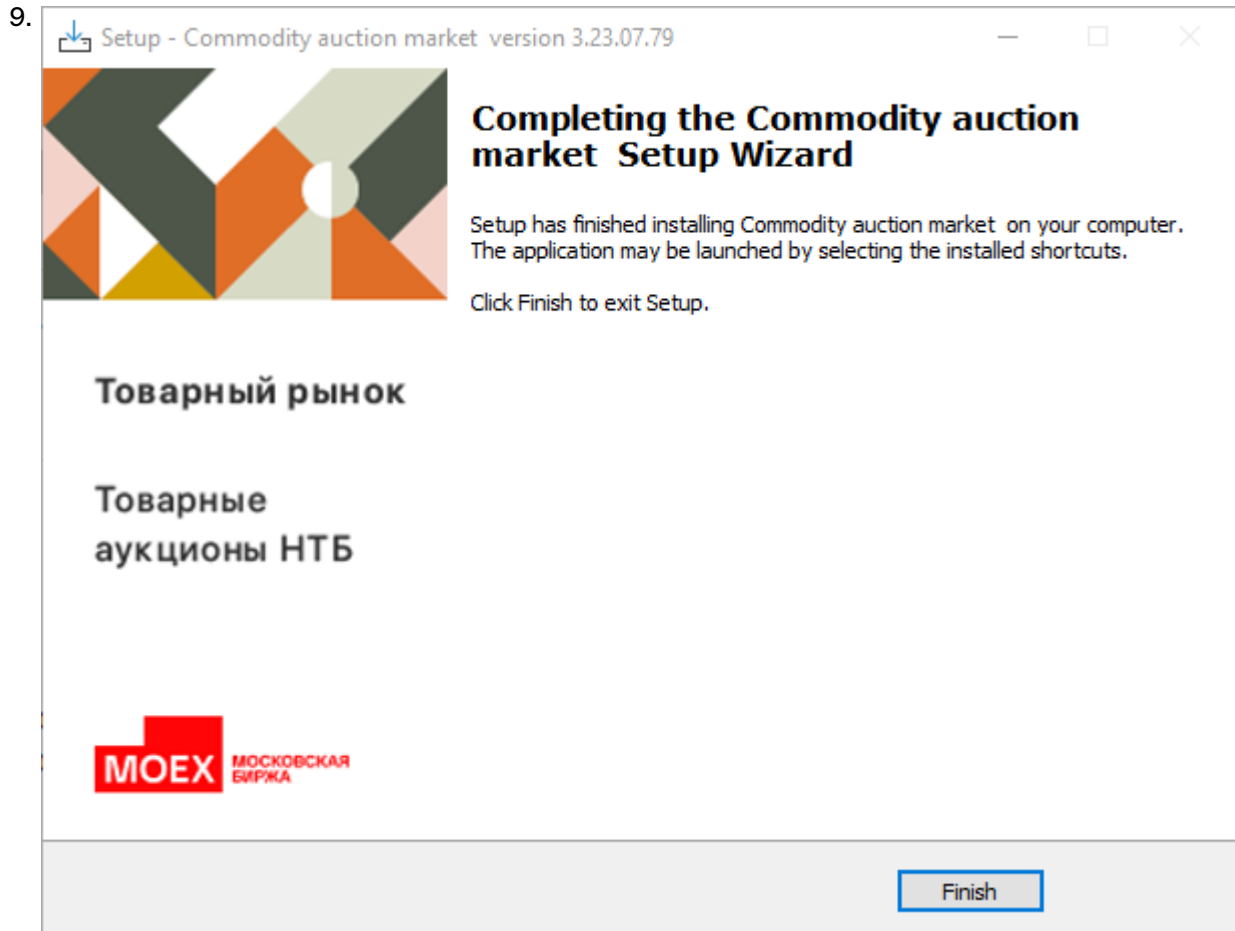 9.
Setup - Commodity auction market version 3.23.07.79
Completing the Commodity auction
market Setup Wizard
Setup has finished installing Commodity auction market on your computer.
The application may be launched by selecting the installed shortcuts.
Click Finish to exit Setup.
Товарный рынок
Товарные
аукционы НТБ
MOEX МОСКОВСКАЯ
БИРЖА
Finish